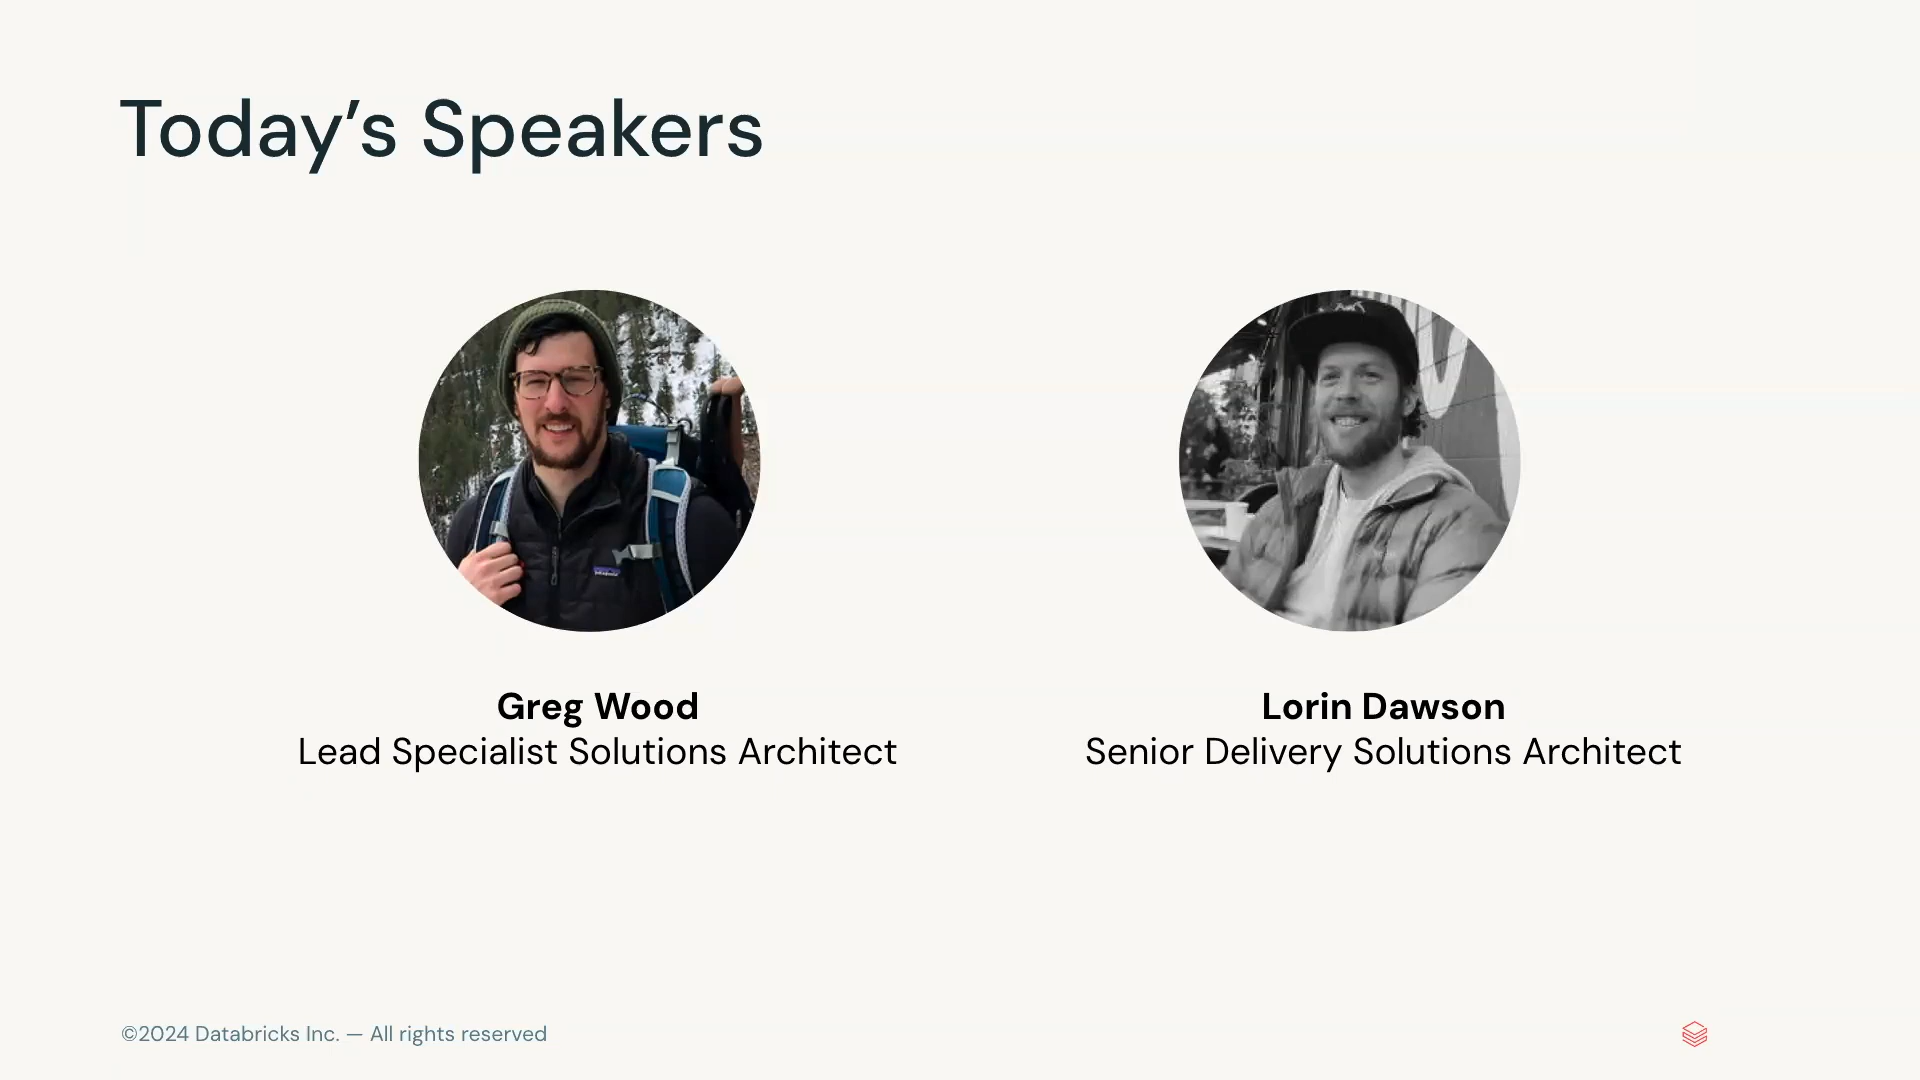 Today’s Speakers
Greg Wood
Lead Specialist Solutions Architect
Lorin Dawson
Senior Delivery Solutions Architect
©2024 Databricks Inc. — All rights reserved